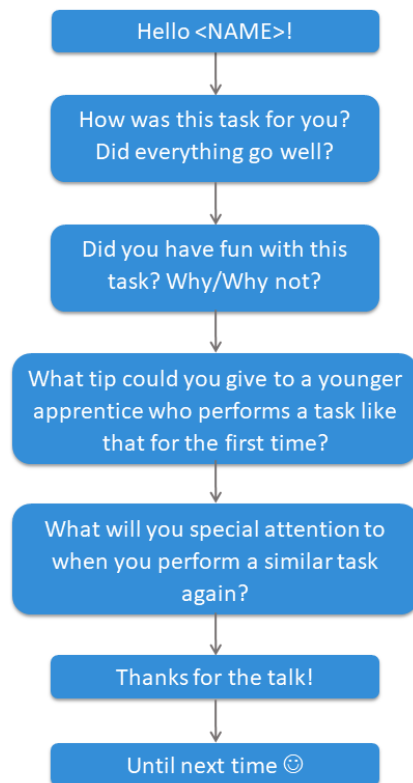 Hello <NAME>!
How was this task for you?
Did everything go well?
Did you have fun with this
task? Why/Why not?
What tip could you give to a younger
apprentice who performs a task like
that for the first time?
What will you special attention to
when you perform a similar task
again?
Thanks for the talk!
Until next time ☺